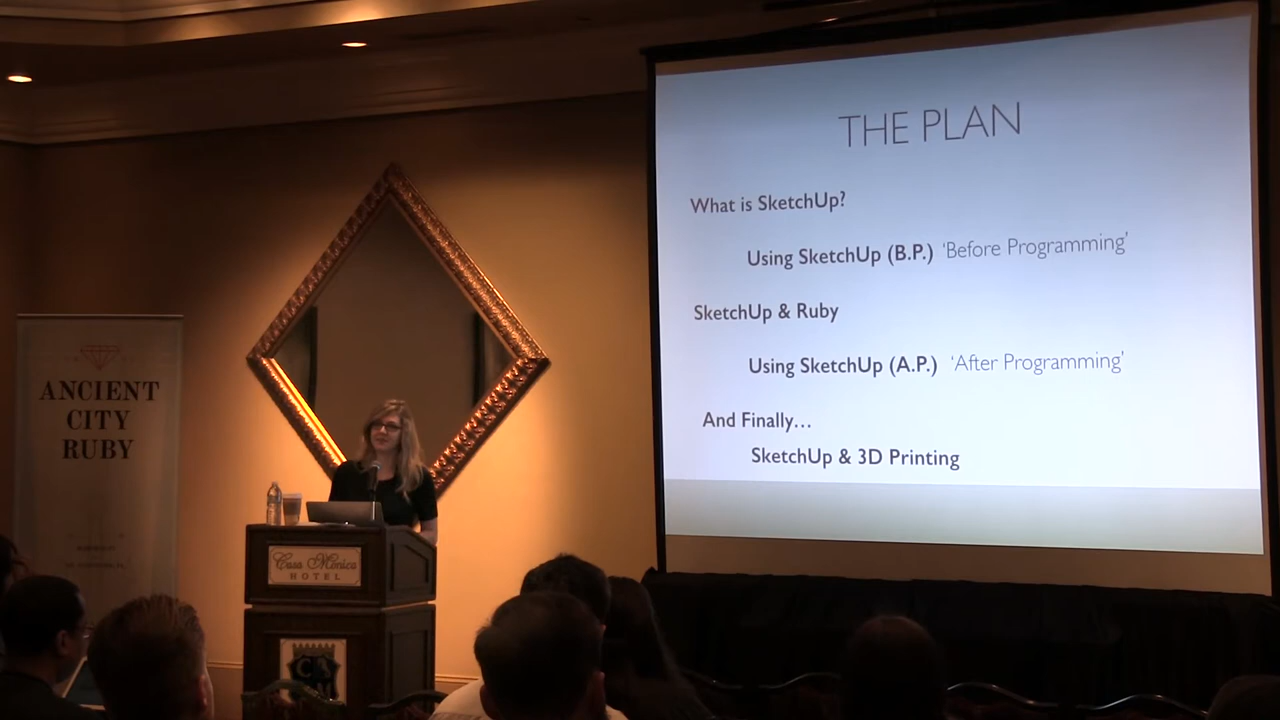 THE PLAN
What is SketchUp?
Using SketchUp (B.P.) ‘Before Programming’
SketchUp & Ruby
Using SketchUp (A.P.) ‘After Programming’
And Finally…
SketchUp & 3D Printing
ANCIENT
CITY
RUBY
Casa Monica
HOTEL